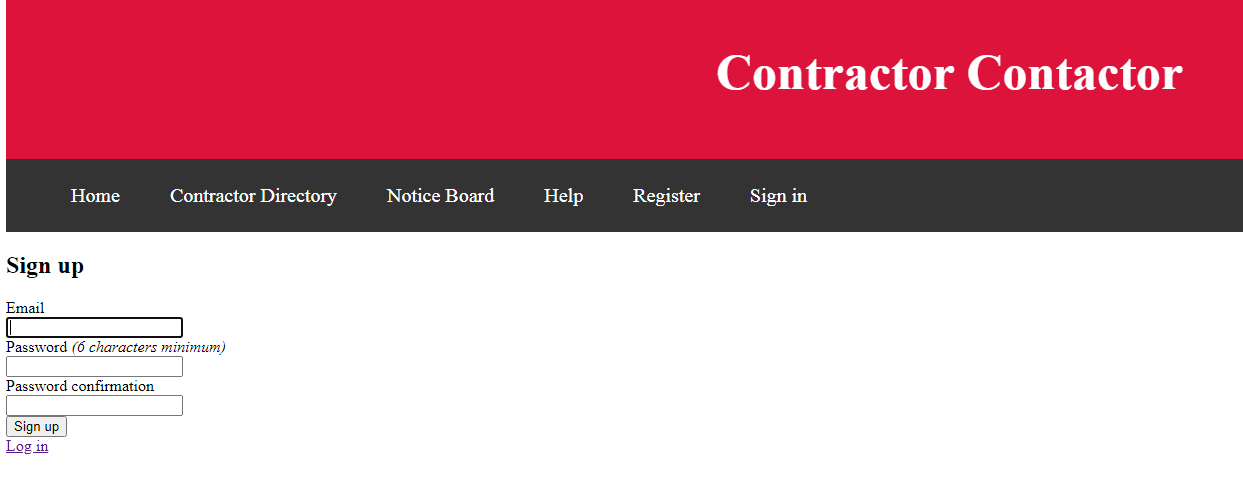 Contractor Contactor
Home Contractor Directory Notice Board Help Register Sign in
Sign up
Email
Password (6 characters minimum)
Password confirmation
Sign up
Log in